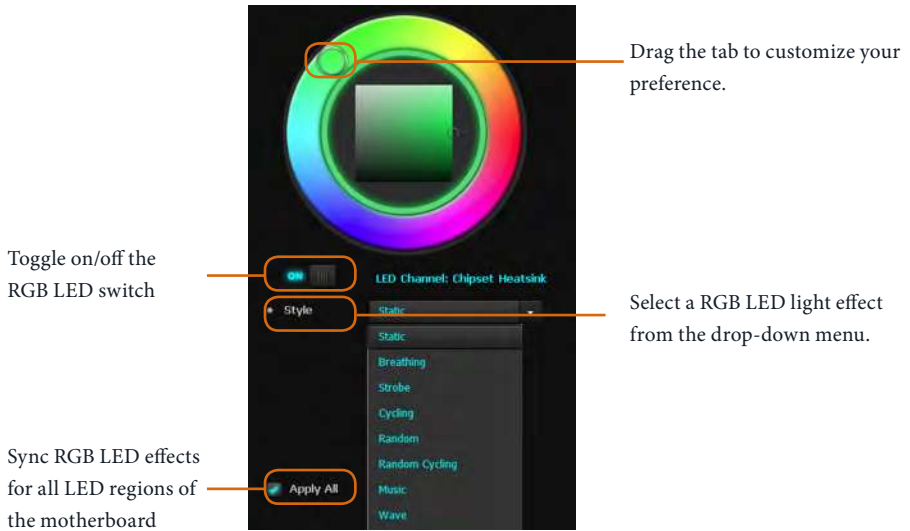 Drag the tab to customize your
preference.
Toggle on/off the
RGB LED switch
ON
LED Channel: Chipset Heatsink
Style
Static
Select a RGB LED light effect
from the drop-down menu.
Static
Breathing
Strobe
Cycling
Random
Random Cycling
Music
Wave
Sync RGB LED effects
for all LED regions of
the motherboard
Apply All